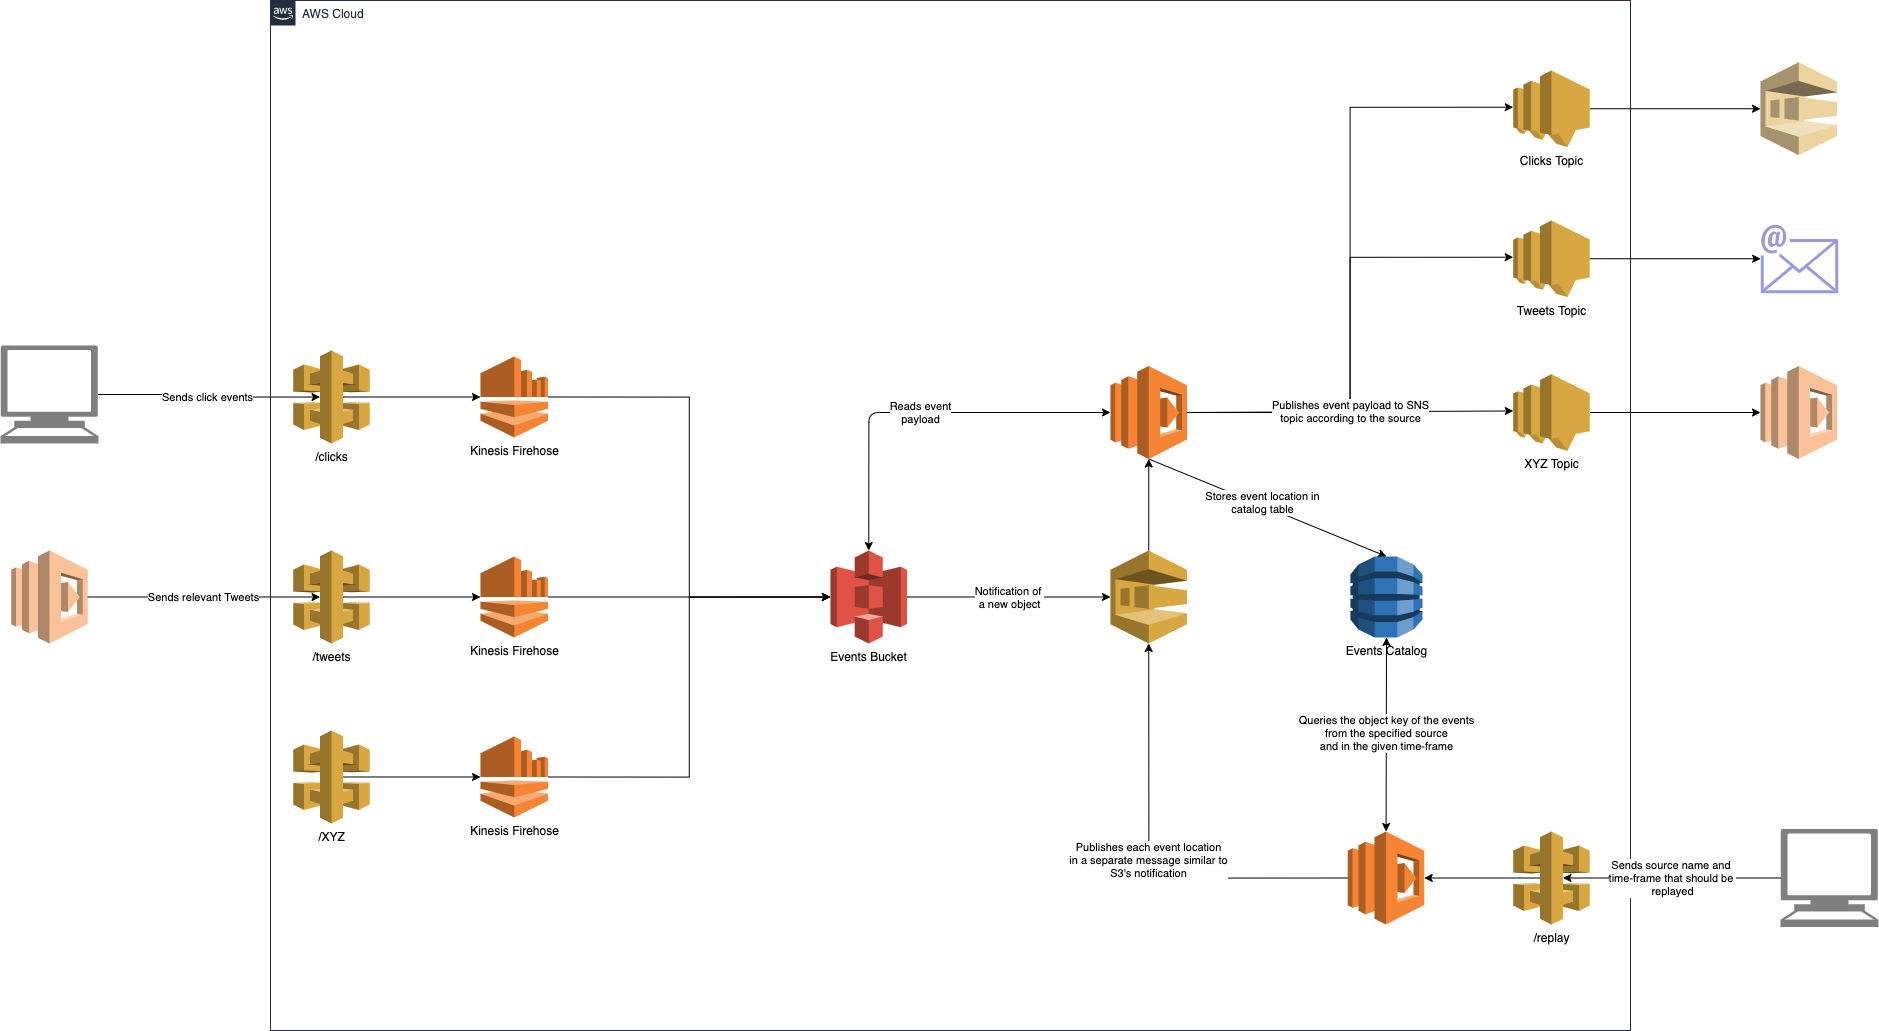 aws
AWS Cloud
Clicks Topic
@
Tweets Topic
Sends click events
/clicks
Kinesis Firehose
Reads event
payload
Publishes event payload to SNS
topic according to the source
XYZ Topic
Stores event location in
catalog table
Sends relevant Tweets
/tweets
Kinesis Firehose
Events Bucket
Notification of
a new object
Events Catalog
Queries the object key of the events
from the specified source
and in the given time-frame
/XYZ
Kinesis Firehose
Publishes each event location
in a separate message similar to
S3's notification
Sends source name and
time-frame that should be
replayed
/replay